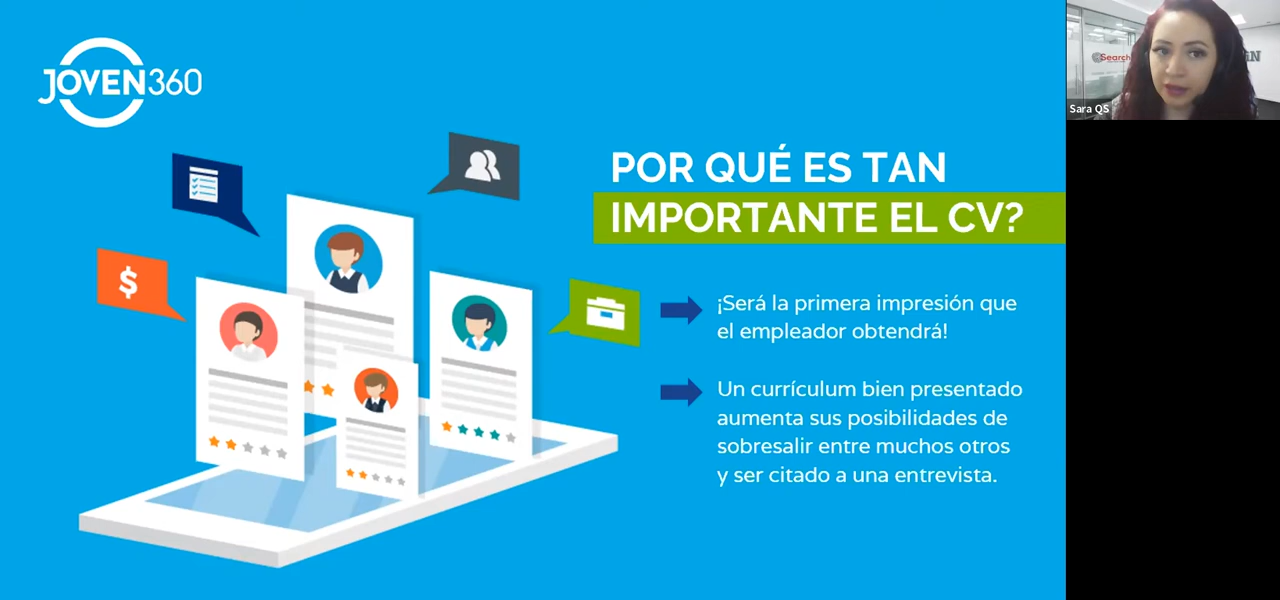 JOVEN360
$
POR QUÉ ES TAN
IMPORTANTE EL CV?
¡Será la primera impresión que
el empleador obtendrá!
Un currículum bien presentado
aumenta sus posibilidades de
sobresalir entre muchos otros
y ser citado a una entrevista.
Search
Sara QS